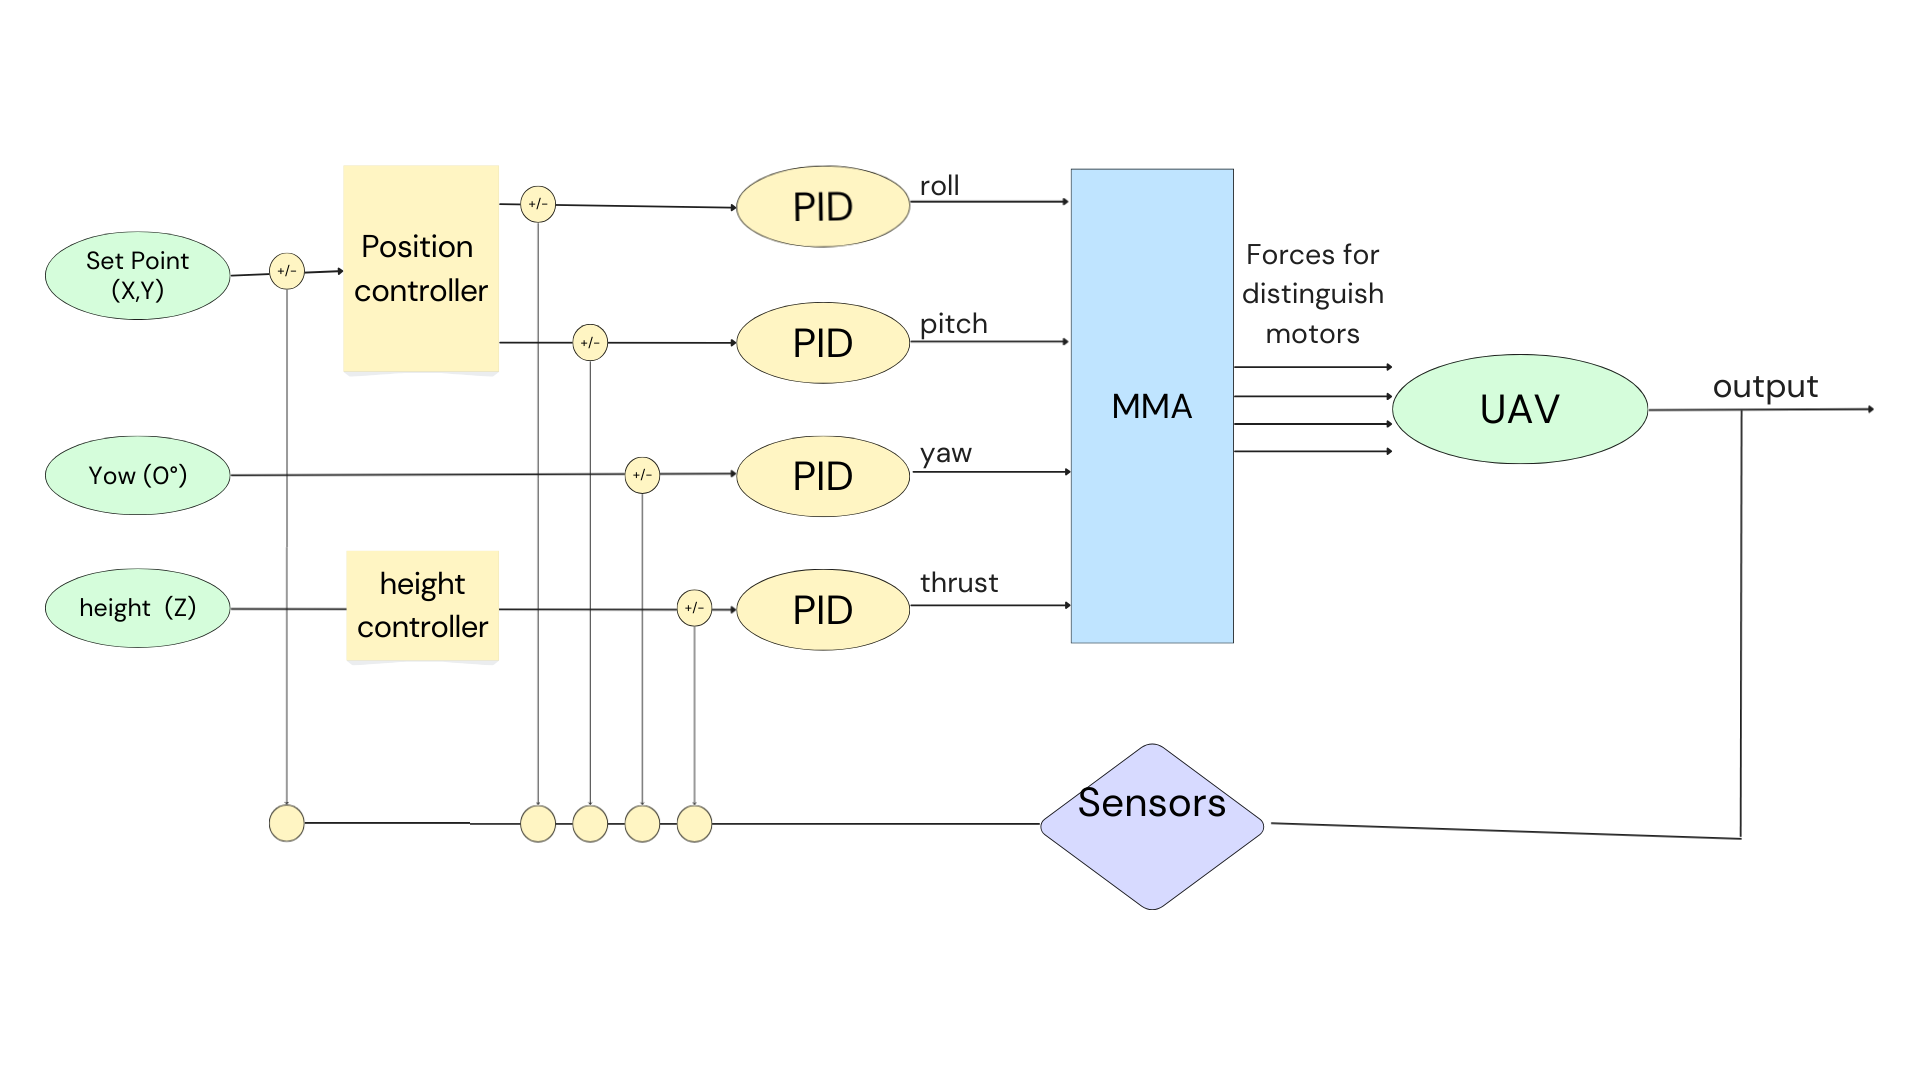 Set Point
(X,Y)
+/-
Position
controller
+/-
PID
roll
+/-
PID
pitch
Yow (0°)
+/-
PID
yaw
height (Z)
height
controller
+/-
PID
thrust
MMA
Forces for
distinguish
motors
UAV
output
Sensors